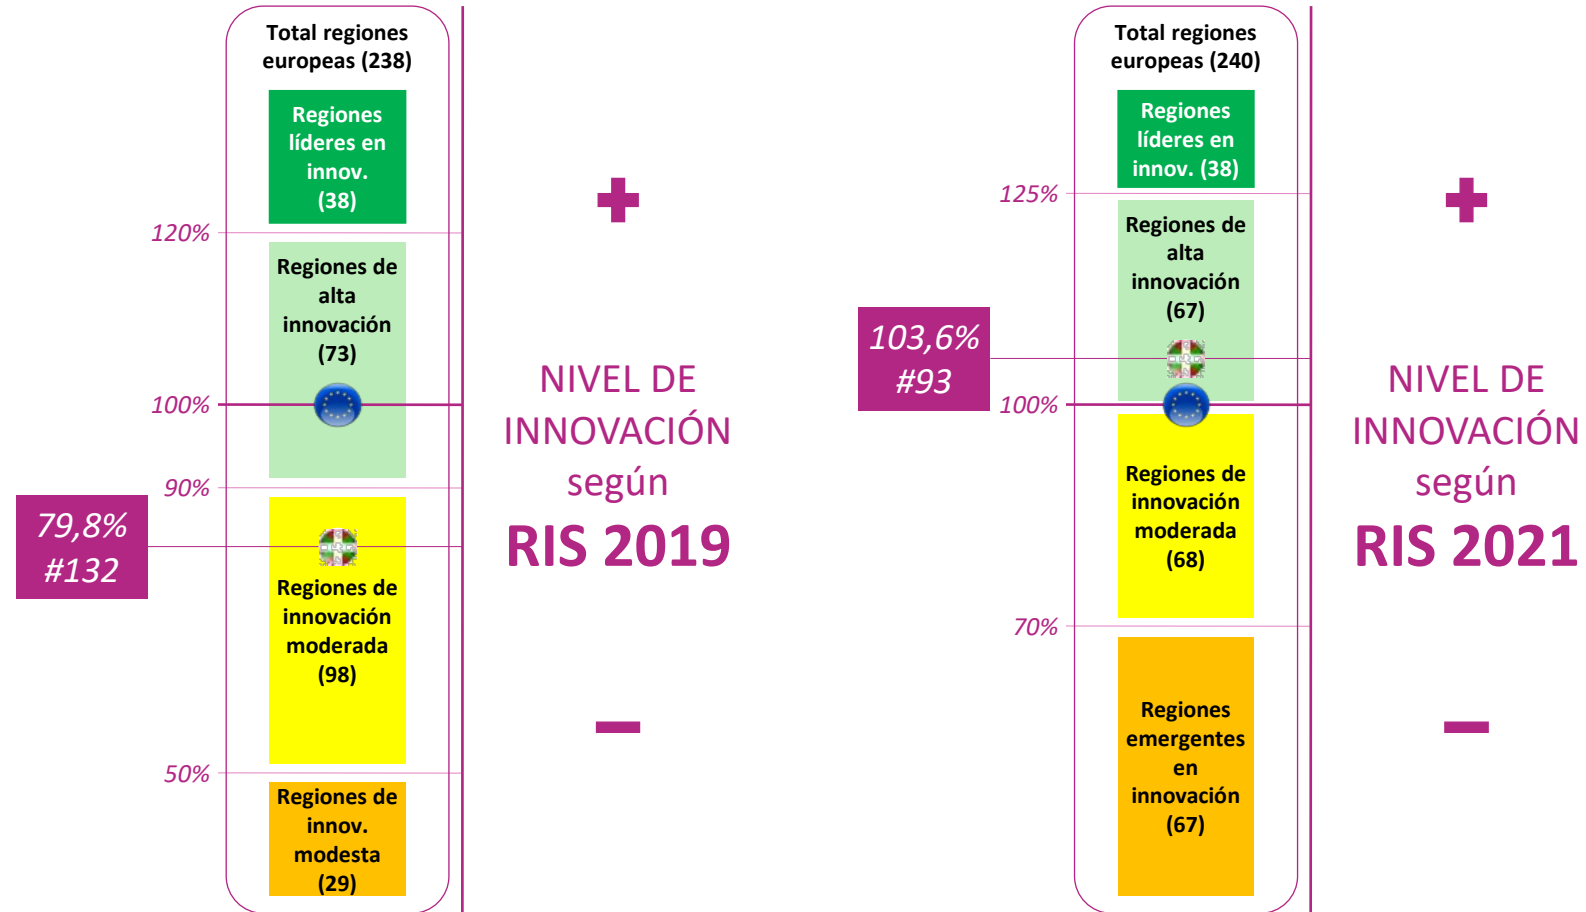 Total regiones
europeas (238)
Regiones
líderes en
innov.
(38)
120%
Regiones de
alta
innovación
(73)
100%
90%
79,8%
#132
Regiones de
innovación
moderada
(98)
50%
Regiones de
innov.
modesta
(29)
NIVEL DE
INNOVACIÓN
según
RIS 2019
Total regiones
europeas (240)
Regiones
líderes en
innov. (38)
125%
Regiones de
alta
innovación
(67)
103,6%
#93
100%
Regiones de
innovación
moderada
(68)
70%
Regiones
emergentes
en
innovación
(67)
NIVEL DE
INNOVACIÓN
según
RIS 2021